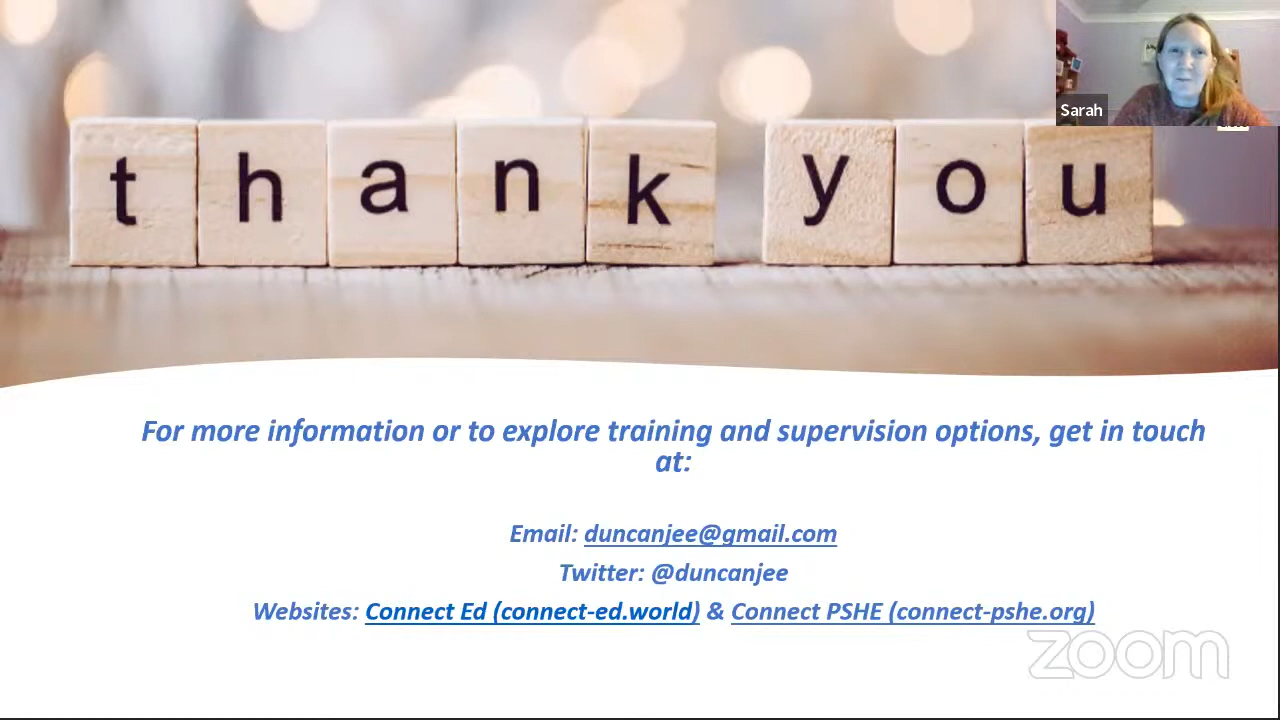 thank you
Sarah
For more information or to explore training and supervision options, get in touch
at:
Email: duncanjee@gmail.com
Twitter: @duncanjee
Websites: Connect Ed (connect-ed.world) & Connect PSHE (connect-pshe.org)
zoom